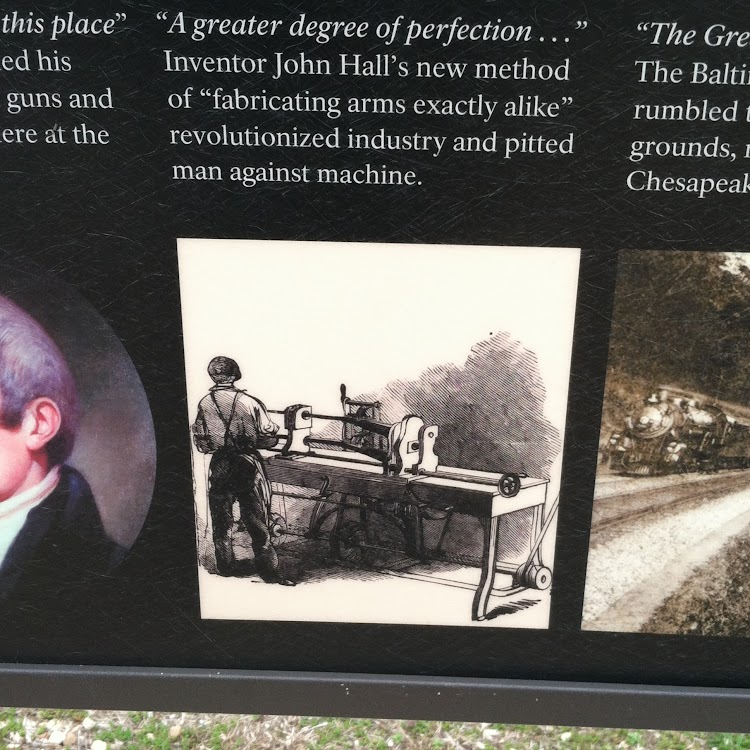 this place”
ed his
guns and
ere at the
“A greater degree of perfection . . .”
Inventor John Hall’s new method
of “fabricating arms exactly alike”
revolutionized industry and pitted
man against machine.
“The Gre
The Balti
rumbled t
grounds, r
Chesapeak